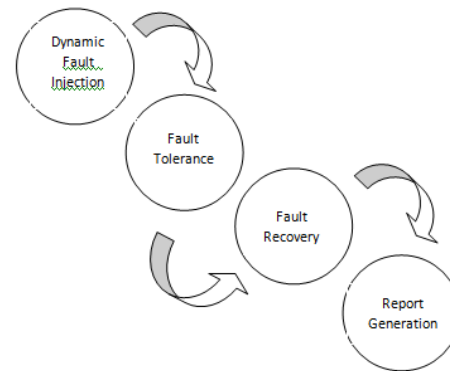 Dynamic
Fault
Injection
Fault
Tolerance
Fault
Recovery
Report
Generation